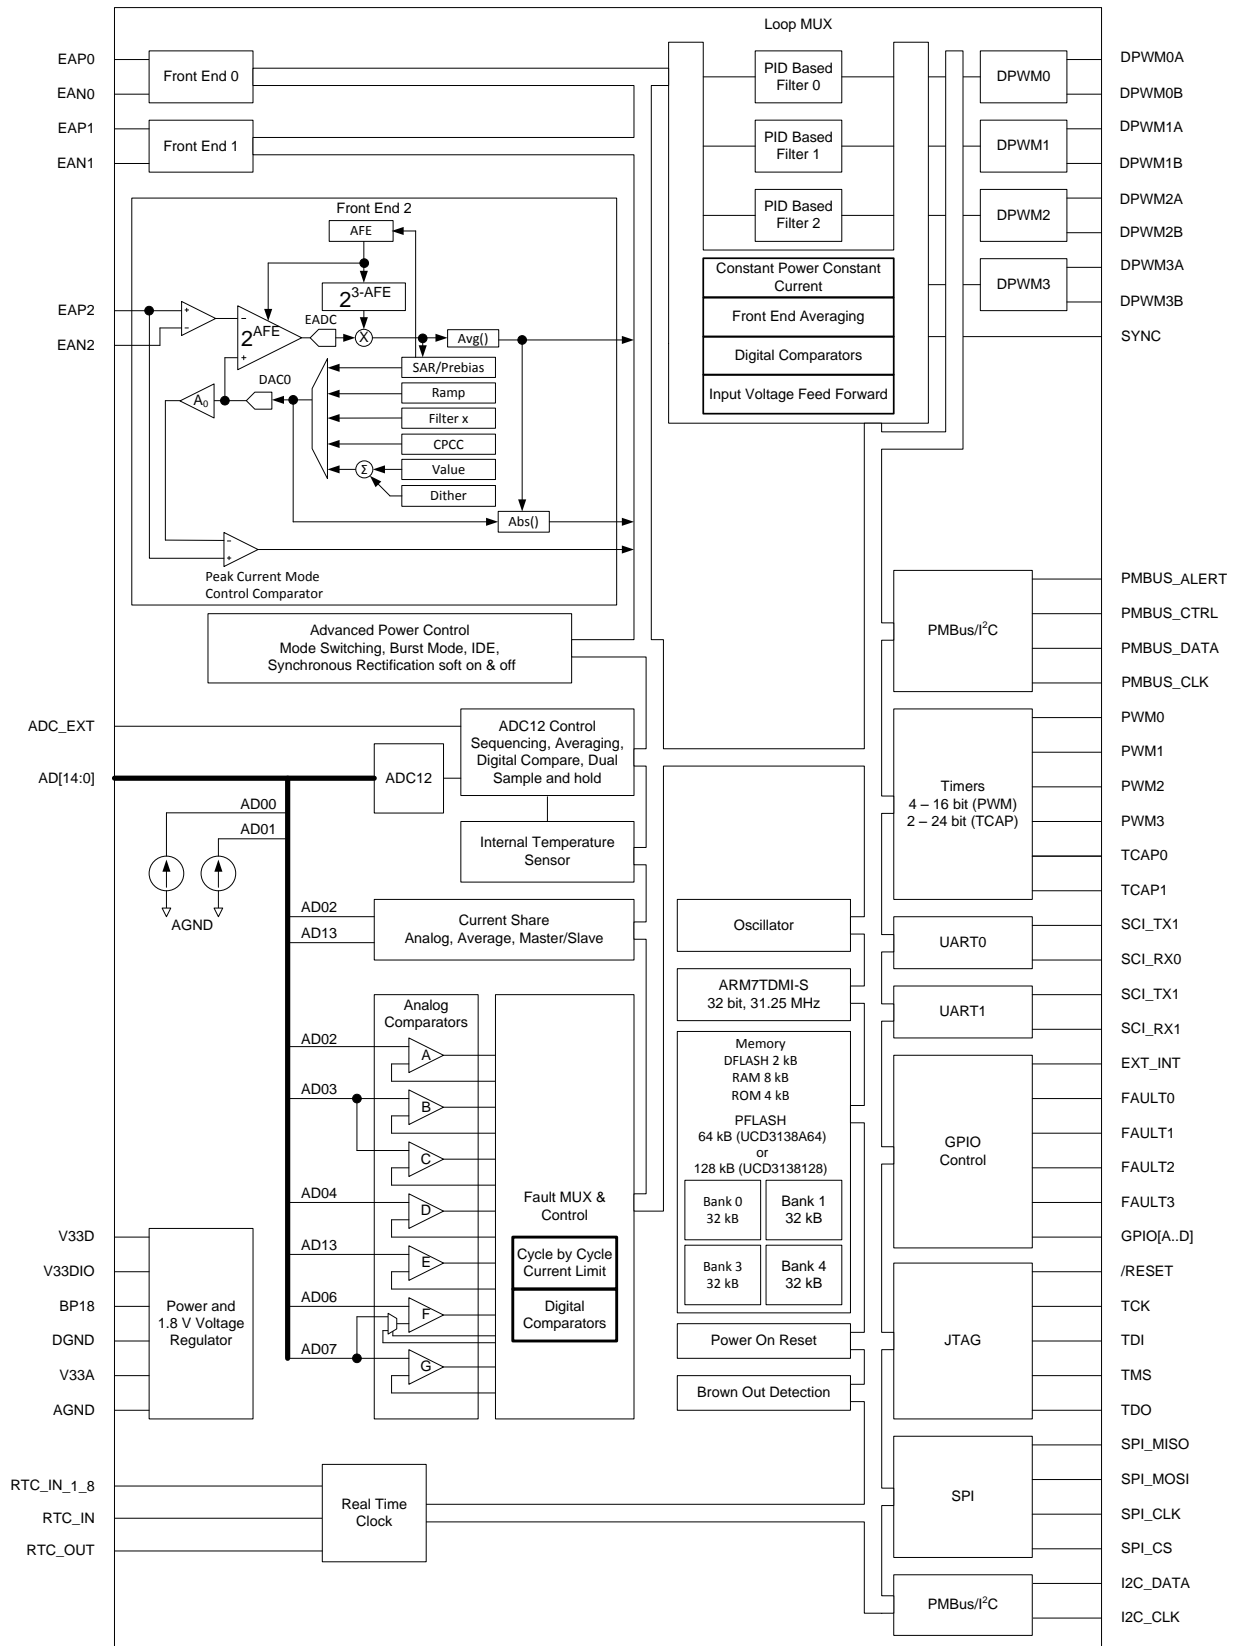 Loop MUX
EAP0
EAN0
EAP1
EAN1
Front End 0
Front End 1
PID Based
Filter 0
PID Based
Filter 1
PID Based
Filter 2
DPWM0
DPWM1
DPWM2
DPWM3
DPWM0A
DPWM0B
DPWM1A
DPWM1B
DPWM2A
DPWM2B
DPWM3A
DPWM3B
SYNC
Constant Power Constant
Current
Front End Averaging
Digital Comparators
Input Voltage Feed Forward
EAP2
EAN2
Front End 2
AFE
2^3-AFE
2^AFE
+
−
−
+
EADC
X
Avg()
DAC0
A₀
SAR/Prebias
Ramp
Filter x
CPCC
Value
Dither
Σ
Abs()
−
+
Peak Current Mode
Control Comparator
Advanced Power Control
Mode Switching, Burst Mode, IDE,
Synchronous Rectification soft on & off
ADC_EXT
AD[14:0]
ADC12
ADC12 Control
Sequencing, Averaging,
Digital Compare, Dual
Sample and hold
AD00
AD01
AGND
Internal Temperature
Sensor
AD02
AD13
Current Share
Analog, Average, Master/Slave
Analog
Comparators
AD02
AD03
AD04
AD13
AD06
AD07
A
B
C
D
E
F
G
Fault MUX &
Control
Cycle by Cycle
Current Limit
Digital
Comparators
V33D
V33DIO
BP18
DGND
V33A
AGND
Power and
1.8 V Voltage
Regulator
RTC_IN_1_8
RTC_IN
RTC_OUT
Real Time
Clock
Oscillator
ARM7TDMI-S
32 bit, 31.25 MHz
Memory
DFLASH 2 kB
RAM 8 kB
ROM 4 kB
PFLASH
64 kB (UCD3138A64)
or
128 kB (UCD3138128)
Bank 0
32 kB
Bank 1
32 kB
Bank 3
32 kB
Bank 4
32 kB
Power On Reset
Brown Out Detection
PMBus/I²C
PMBUS_ALERT
PMBUS_CTRL
PMBUS_DATA
PMBUS_CLK
Timers
4 – 16 bit (PWM)
2 – 24 bit (TCAP)
PWM0
PWM1
PWM2
PWM3
TCAP0
TCAP1
UART0
SCI_TX1
SCI_RX0
UART1
SCI_TX1
SCI_RX1
GPIO
Control
EXT_INT
FAULT0
FAULT1
FAULT2
FAULT3
GPIO[A..D]
JTAG
/RESET
TCK
TDI
TMS
TDO
SPI
SPI_MISO
SPI_MOSI
SPI_CLK
SPI_CS
PMBus/I²C
I2C_DATA
I2C_CLK